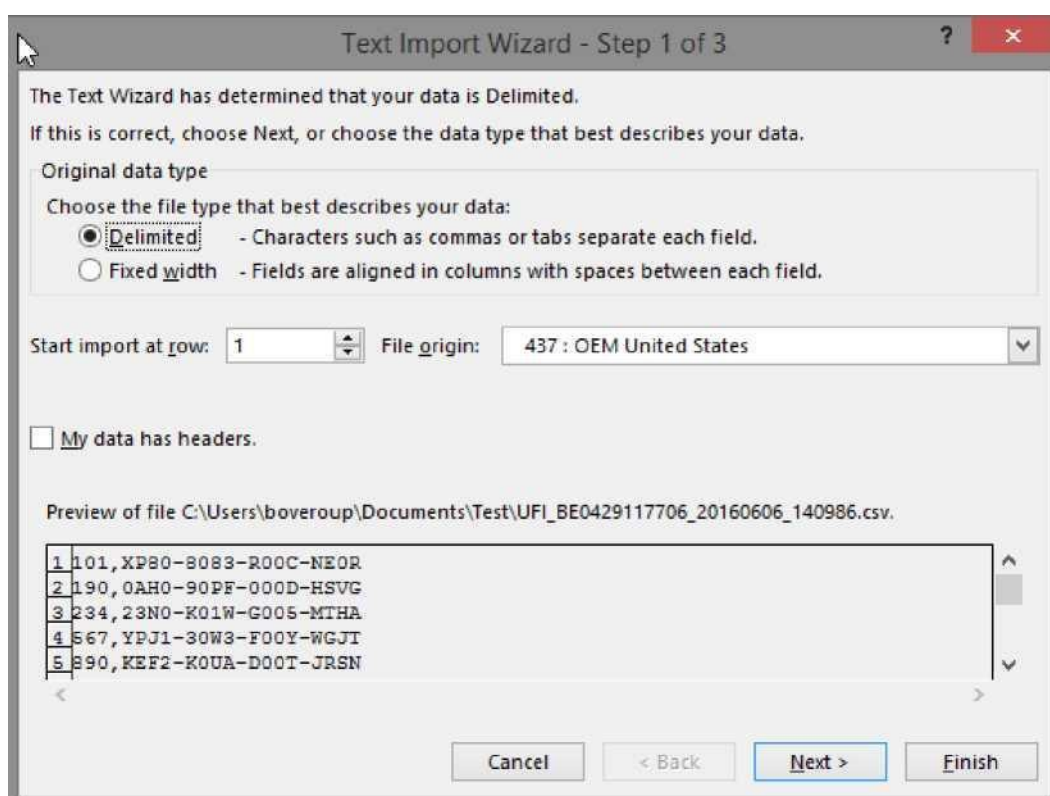 Text Import Wizard - Step 1 of 3
?
The Text Wizard has determined that your data is Delimited.
If this is correct, choose Next, or choose the data type that best describes your data.
Original data type
Choose the file type that best describes your data:
Delimited - Characters such as commas or tabs separate each field.
Fixed width - Fields are aligned in columns with spaces between each field.
Start import at row: 1 File origin: 437 : OEM United States
My data has headers.
Preview of file C:\Users\boveroup\Documents\Test\UFI_BE0429117706_20160606_140986.csv.
1 101,XP80-8083-R00C-NE0R
2 190,0AH0-90PF-000D-HSVG
3 234,23N0-K01W-G005-MTHA
4 567,YPJ1-30W3-F00Y-WGJT
5 890,KEF2-K0UA-D00T-JRSN
Cancel < Back Next > Finish